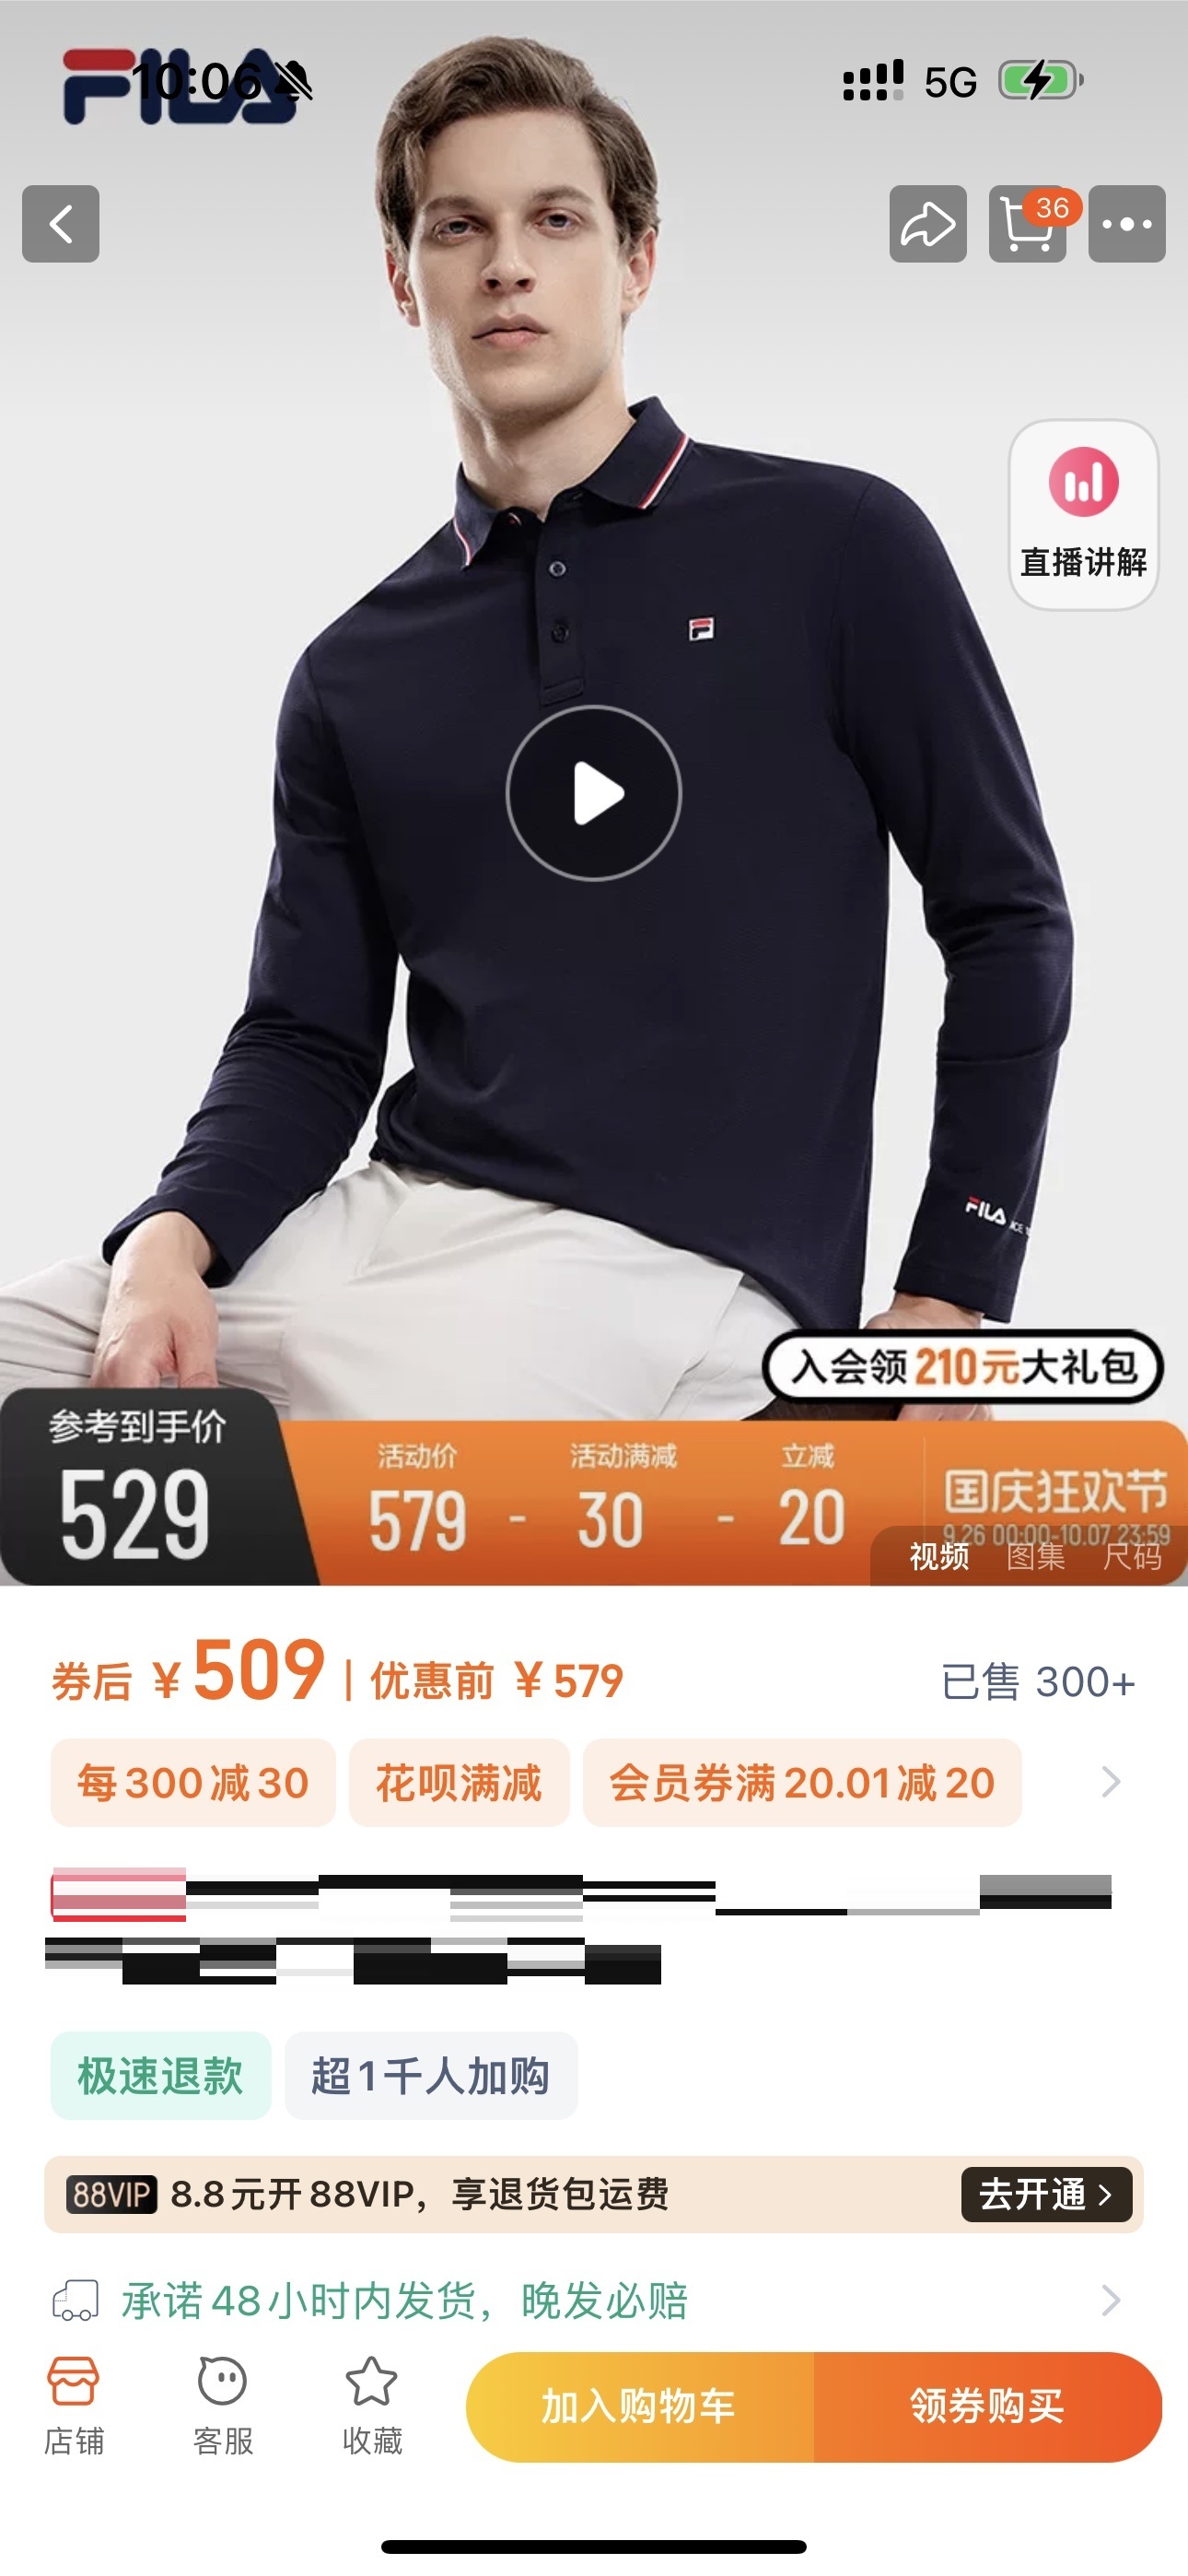 FILA
10:06
5G
36
直播讲解
FILA
入会领210元大礼包
参考到手价
529
活动价 活动满减 立减
579 - 30 - 20
国庆狂欢节
9.26 00:00-10.07 23:59
视频 图集 尺码
券后 ¥509 | 优惠前 ¥579 已售 300+
每300减30 花呗满减 会员券满20.01减20
极速退款 超1千人加购
88VIP 8.8元开88VIP，享退货包运费 去开通
承诺48小时内发货，晚发必赔
店铺 客服 收藏 加入购物车 领券购买